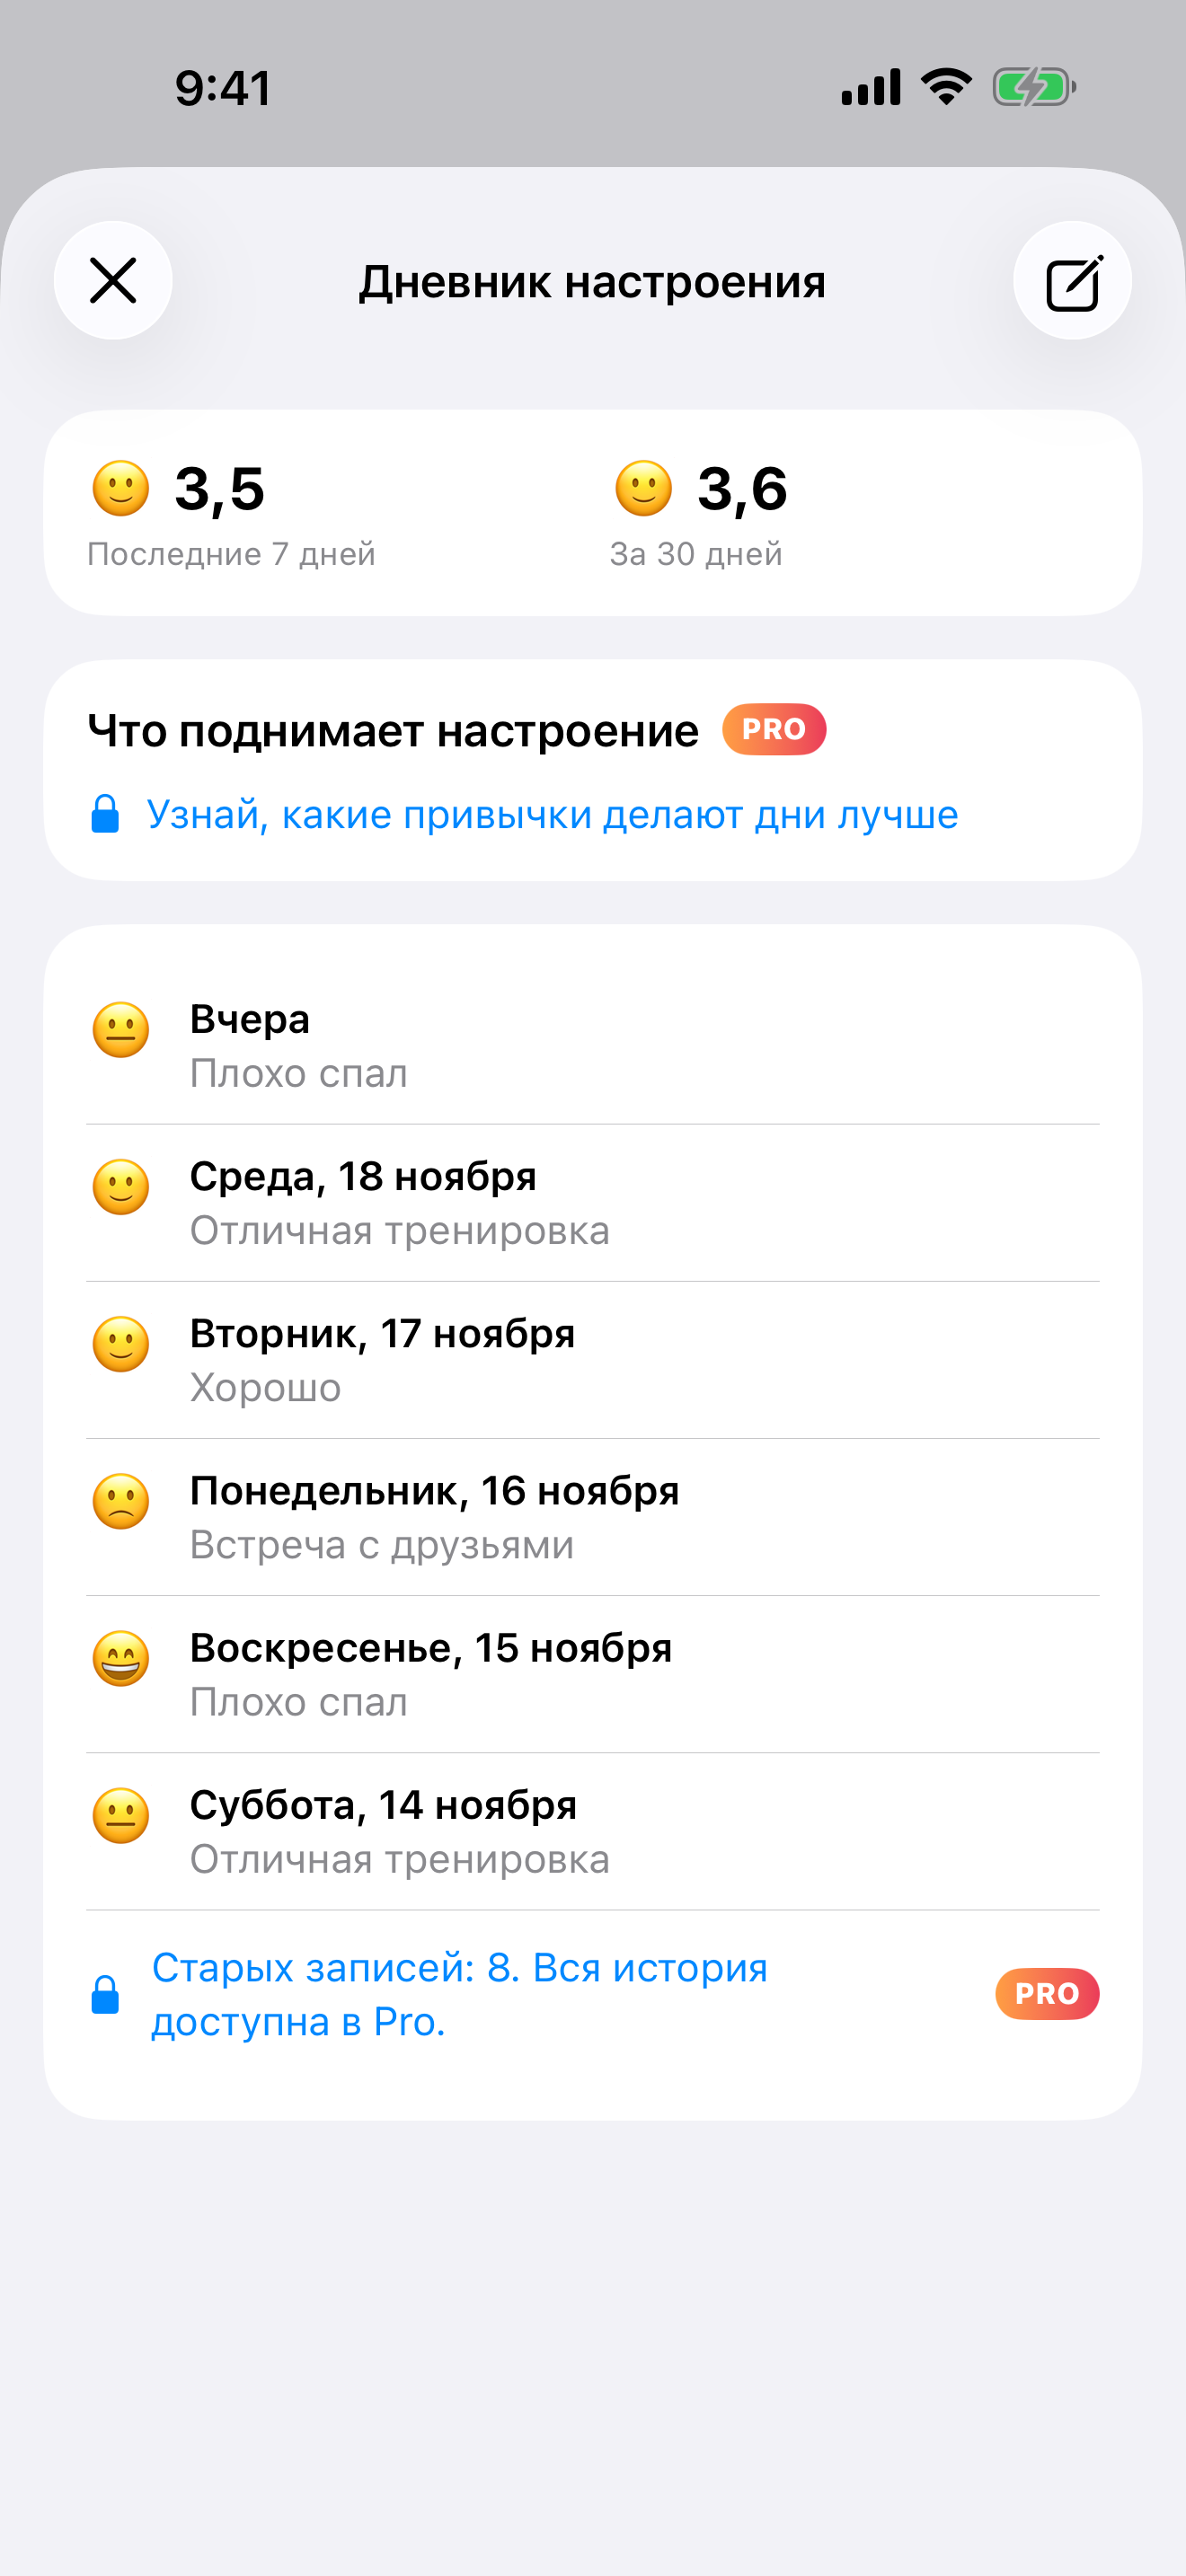 9:41
Дневник настроения
3,5
3,6
Последние 7 дней
За 30 дней
Что поднимает настроение PRO
Узнай, какие привычки делают дни лучше
Вчера
Плохо спал
Среда, 18 ноября
Отличная тренировка
Вторник, 17 ноября
Хорошо
Понедельник, 16 ноября
Встреча с друзьями
Воскресенье, 15 ноября
Плохо спал
Суббота, 14 ноября
Отличная тренировка
Старых записей: 8. Вся история
доступна в Pro.
PRO